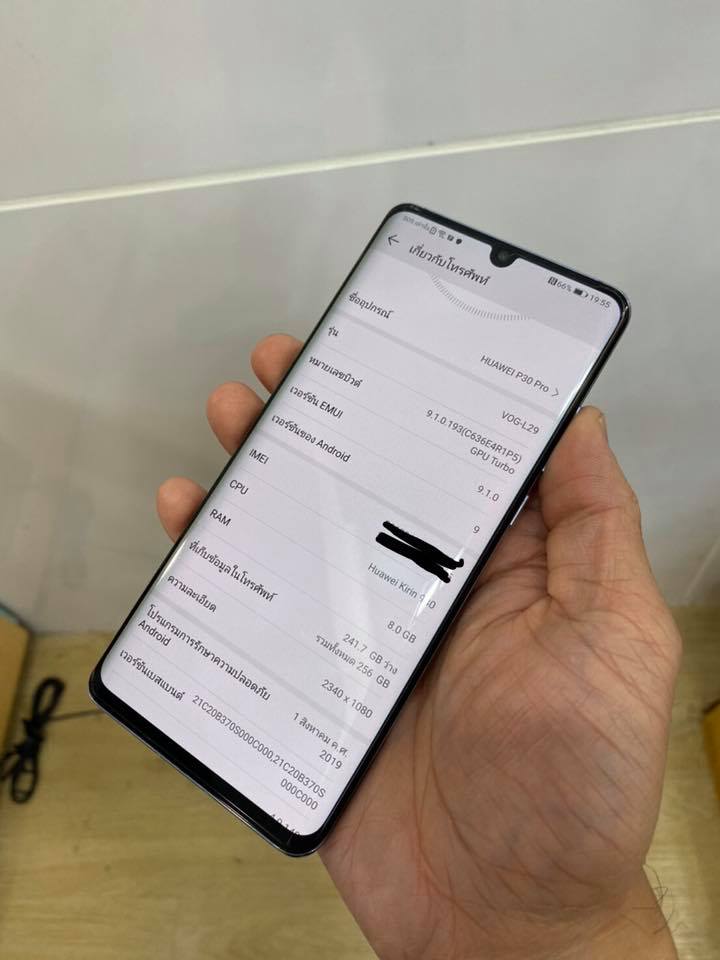 66% 19:55
เกี่ยวกับโทรศัพท์
ชื่ออุปกรณ์ HUAWEI P30 Pro
รุ่น VOG-L29
หมายเลขบิวด์ 9.1.0.193(C636E4R1P5)
GPU Turbo
เวอร์ชัน EMUI 9.1.0
เวอร์ชันของ Android 9
IMEI
CPU Huawei Kirin
RAM 8.0 GB
ที่เก็บข้อมูลในโทรศัพท์ 241.7 GB ว่าง
รวมทั้งหมด 256 GB
ความละเอียด 2340 x 1080
โปรแกรมการรักษาความปลอดภัย 1 สิงหาคม ค.ศ.
Android 2019
เวอร์ชันเบสแบนด์ 21C20B370S000C000,21C20B370S
000C000